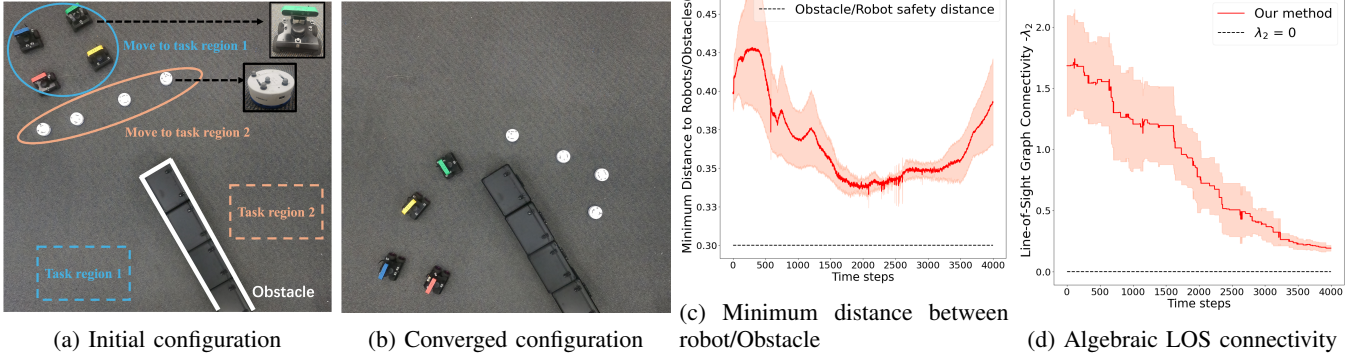 Move to task region 1
Move to task region 2
Task region 2
Task region 1
Obstacle
(a) Initial configuration
(b) Converged configuration
Minimum Distance to Robots/Obstacles
0.45
0.43
0.40
0.38
0.35
0.33
0.30
Obstacle/Robot safety distance
0 500 1000 1500 2000 2500 3000 3500 4000
Time steps
(c) Minimum distance between
robot/Obstacle
Line-of-Sight Graph Connectivity -λ₂
2.0
1.5
1.0
0.5
0.0
Our method
λ₂ = 0
0 500 1000 1500 2000 2500 3000 3500 4000
Time steps
(d) Algebraic LOS connectivity